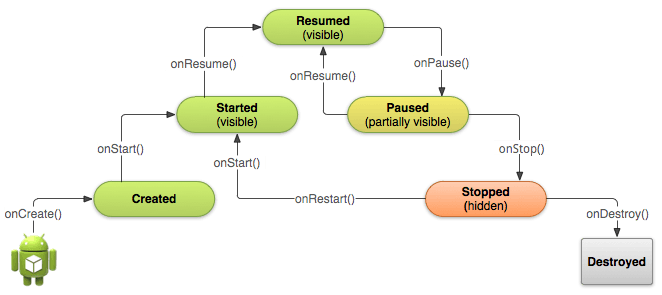 Resumed
(visible)
onResume()
onPause()
onResume()
Started
(visible)
Paused
(partially visible)
onStart()
onStart()
onStop()
Created
onRestart()
Stopped
(hidden)
onCreate()
onDestroy()
Destroyed